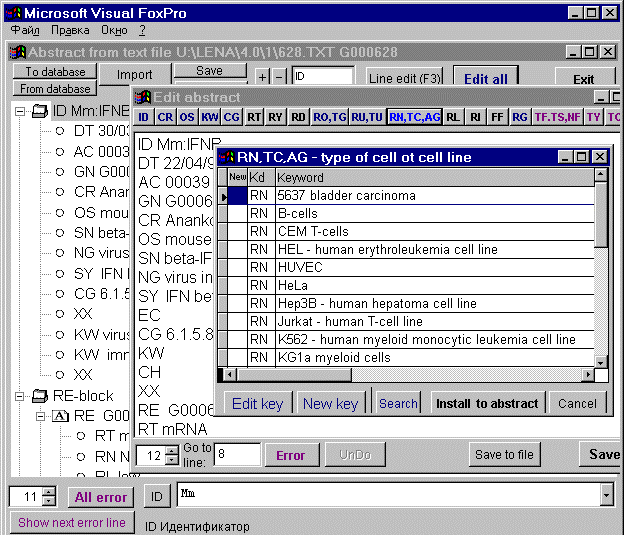 Microsoft Visual FoxPro
Файл Правка Окно ?
Abstract from text file U:\LENA\4.0\1\628.TXT G000628
To database
From database
Import
Save
+
–
ID
Line edit (F3)
Edit all
Exit
ID Mm:IFNE
DT 30/03
AC 000
GN G00
CR Anan
OS mous
SN beta-
NG virus
SY IFN b
CG 6.1.5
XX
KW virus
KW imm
XX
RE-block
RE G00
RT m
RN N
Edit abstract
ID CR OS KW CG RT RY RD RO,TG RU,TU RN,TC,AG RL RJ FF RG TF,TS,NF TY TC
ID Mm:IFNB
DT 22/04/9
AC 00039
GN G0006
CR Ananko
OS mouse
SN beta-IF
NG virus in
SY IFN bet
EC
CG 6.1.5.8
KW
CH
XX
RE G0006
RT mRNA
RN,TC,AG - type of cell ot cell line
New Kd Keyword
RN 5637 bladder carcinoma
RN B-cells
RN CEM T-cells
RN HEL - human erythroleukemia cell line
RN HUVEC
RN HeLa
RN Hep3B - human hepatoma cell line
RN Jurkat - human T-cell line
RN K562 - human myeloid monocytic leukemia cell line
RN KG1a myeloid cells
Edit key
New key
Search
Install to abstract
Cancel
12
Go to line:
8
Error
UnDo
Save to file
Save
11
All error
ID
Mm
Show next error line
ID Идентификатор